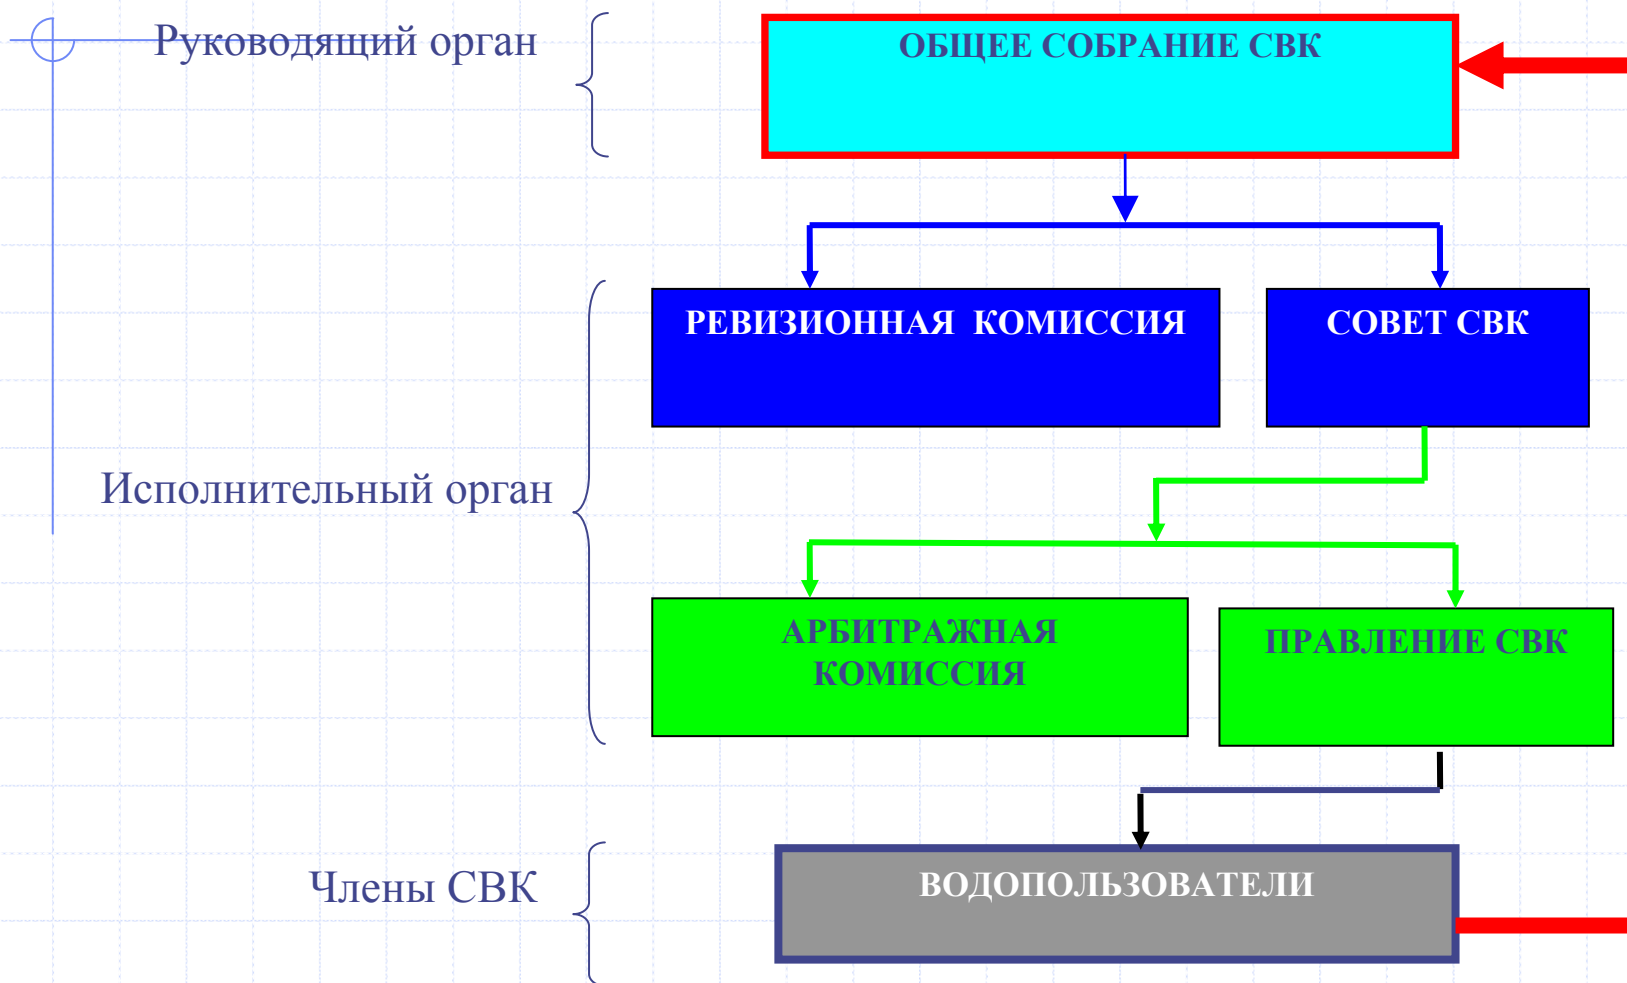 Руководящий орган
ОБЩЕЕ СОБРАНИЕ СВК
РЕВИЗИОННАЯ КОМИССИЯ
СОВЕТ СВК
Исполнительный орган
АРБИТРАЖНАЯ
КОМИССИЯ
ПРАВЛЕНИЕ СВК
Члены СВК
ВОДОПОЛЬЗОВАТЕЛИ